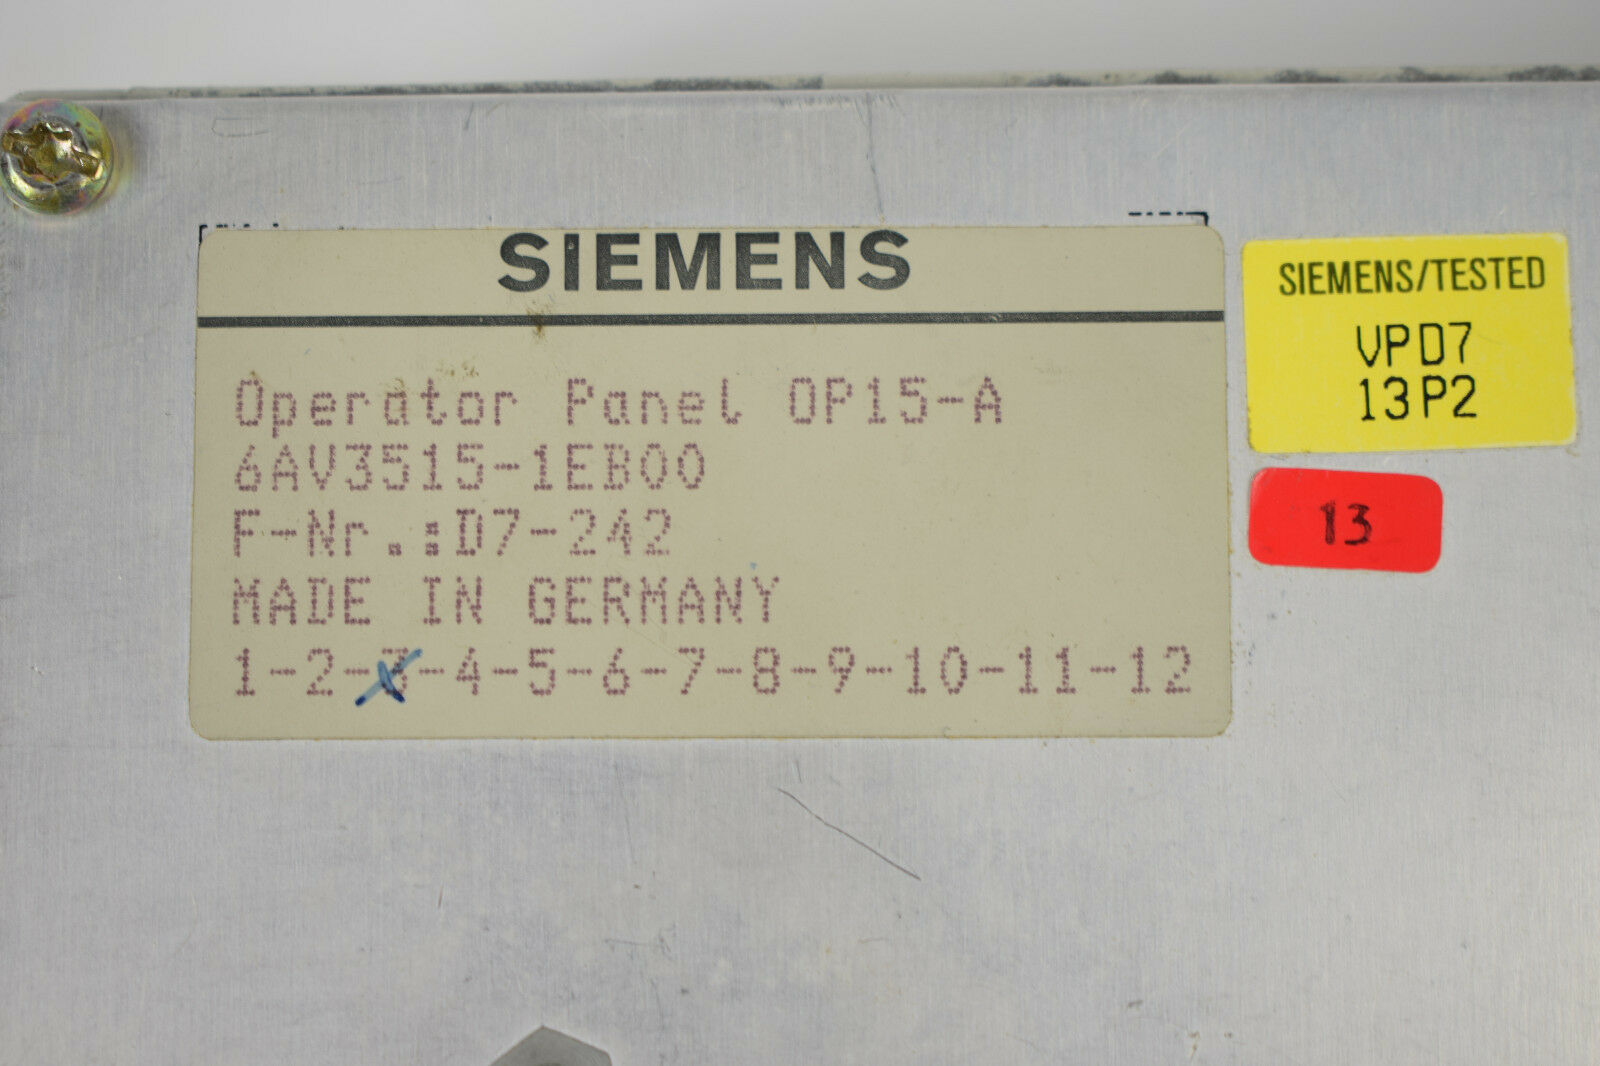 SIEMENS
Operator Panel OP15-A
6AV3515-1EB00
F-Nr.:D7-242
MADE IN GERMANY
1-2-3-4-5-6-7-8-9-10-11-12
SIEMENS/TESTED
VPD7
13P2
13